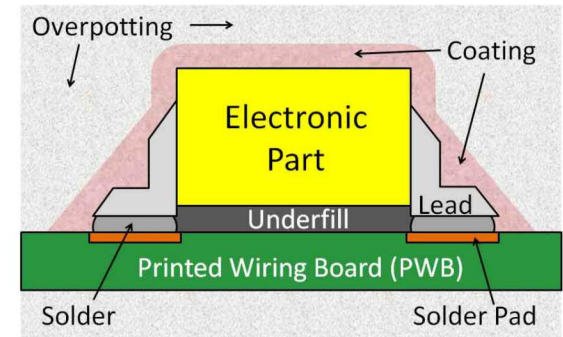 Overpotting
Coating
Electronic
Part
Lead
Underfill
Printed Wiring Board (PWB)
Solder
Solder Pad